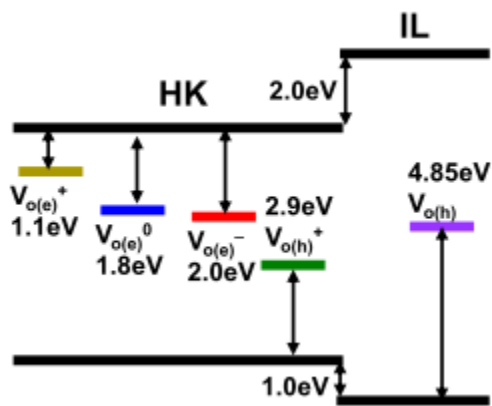 IL
HK
2.0eV
4.85eV
Vo(h)
Vo(e)+
1.1eV
Vo(e)0
1.8eV
Vo(e)−
2.0eV
2.9eV
Vo(h)+
1.0eV